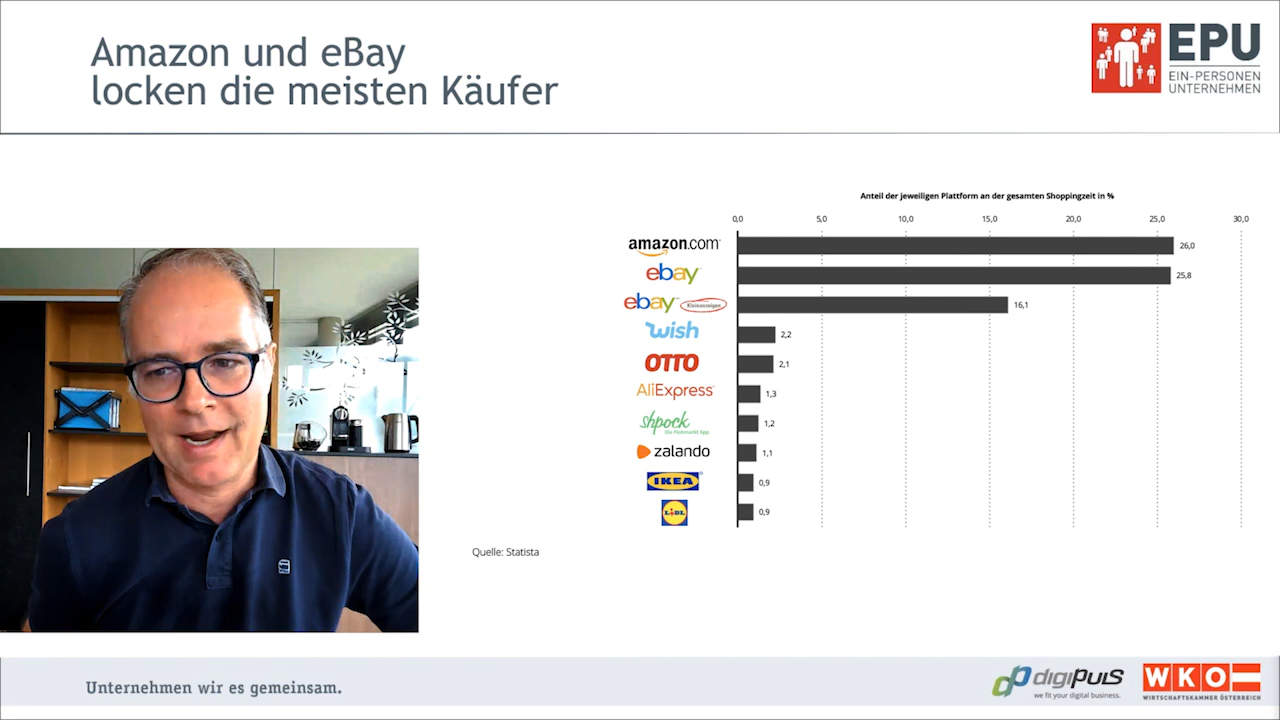 Amazon und eBay
locken die meisten Käufer
EPU
EIN-PERSONEN
UNTERNEHMEN
Anteil der jeweiligen Plattform an der gesamten Shoppingzeit in %
0,0 5,0 10,0 15,0 20,0 25,0 30,0
amazon.com 26,0
ebay 25,8
ebay Kleinanzeigen 16,1
wish 2,2
OTTO 2,1
AliExpress 1,3
shpock 1,2
Die Flohmarkt App
zalando 1,1
IKEA® 0,9
LiDL 0,9
Quelle: Statista
Unternehmen wir es gemeinsam.
digiPULS
we fit your digital business.
WKO
WIRTSCHAFTSKAMMER ÖSTERREICH